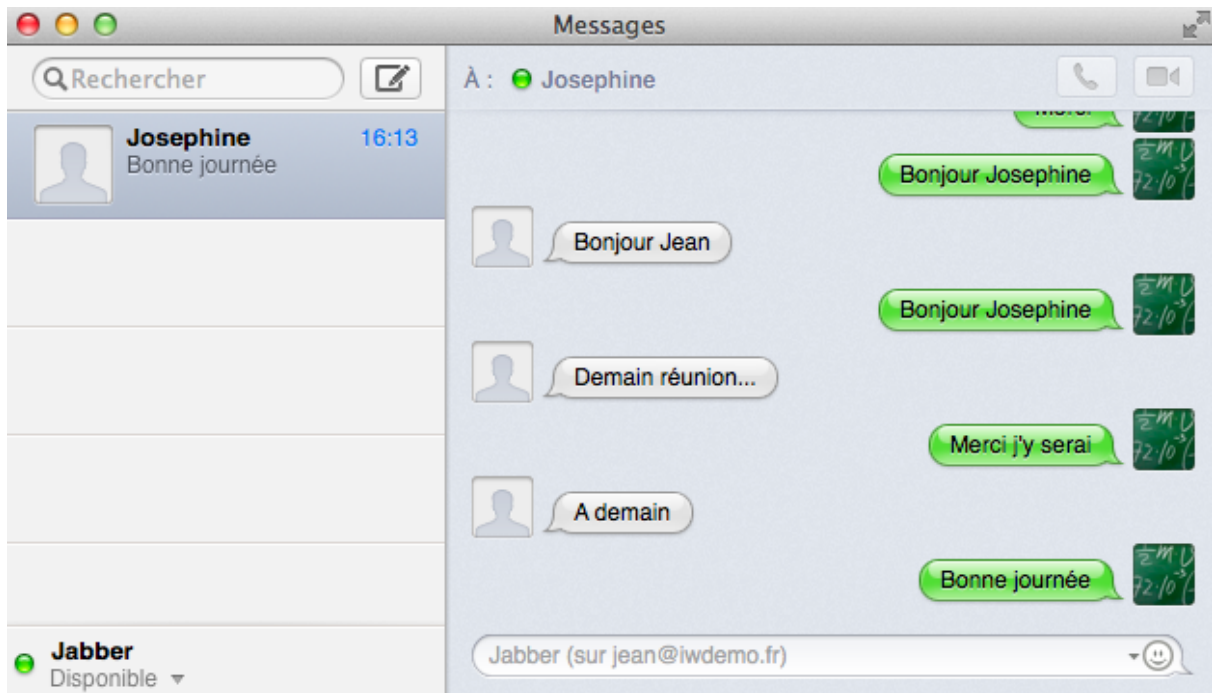 Messages
Rechercher
Josephine 16:13
Bonne journée
Jabber
Disponible
À : Josephine
Bonjour Josephine
Bonjour Jean
Bonjour Josephine
Demain réunion...
Merci j'y serai
A demain
Bonne journée
Jabber (sur jean@iwdemo.fr)